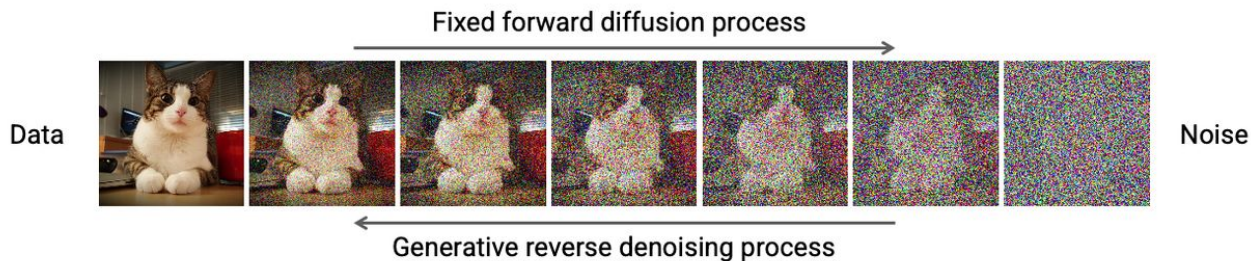 Fixed forward diffusion process
Data
Noise
Generative reverse denoising process